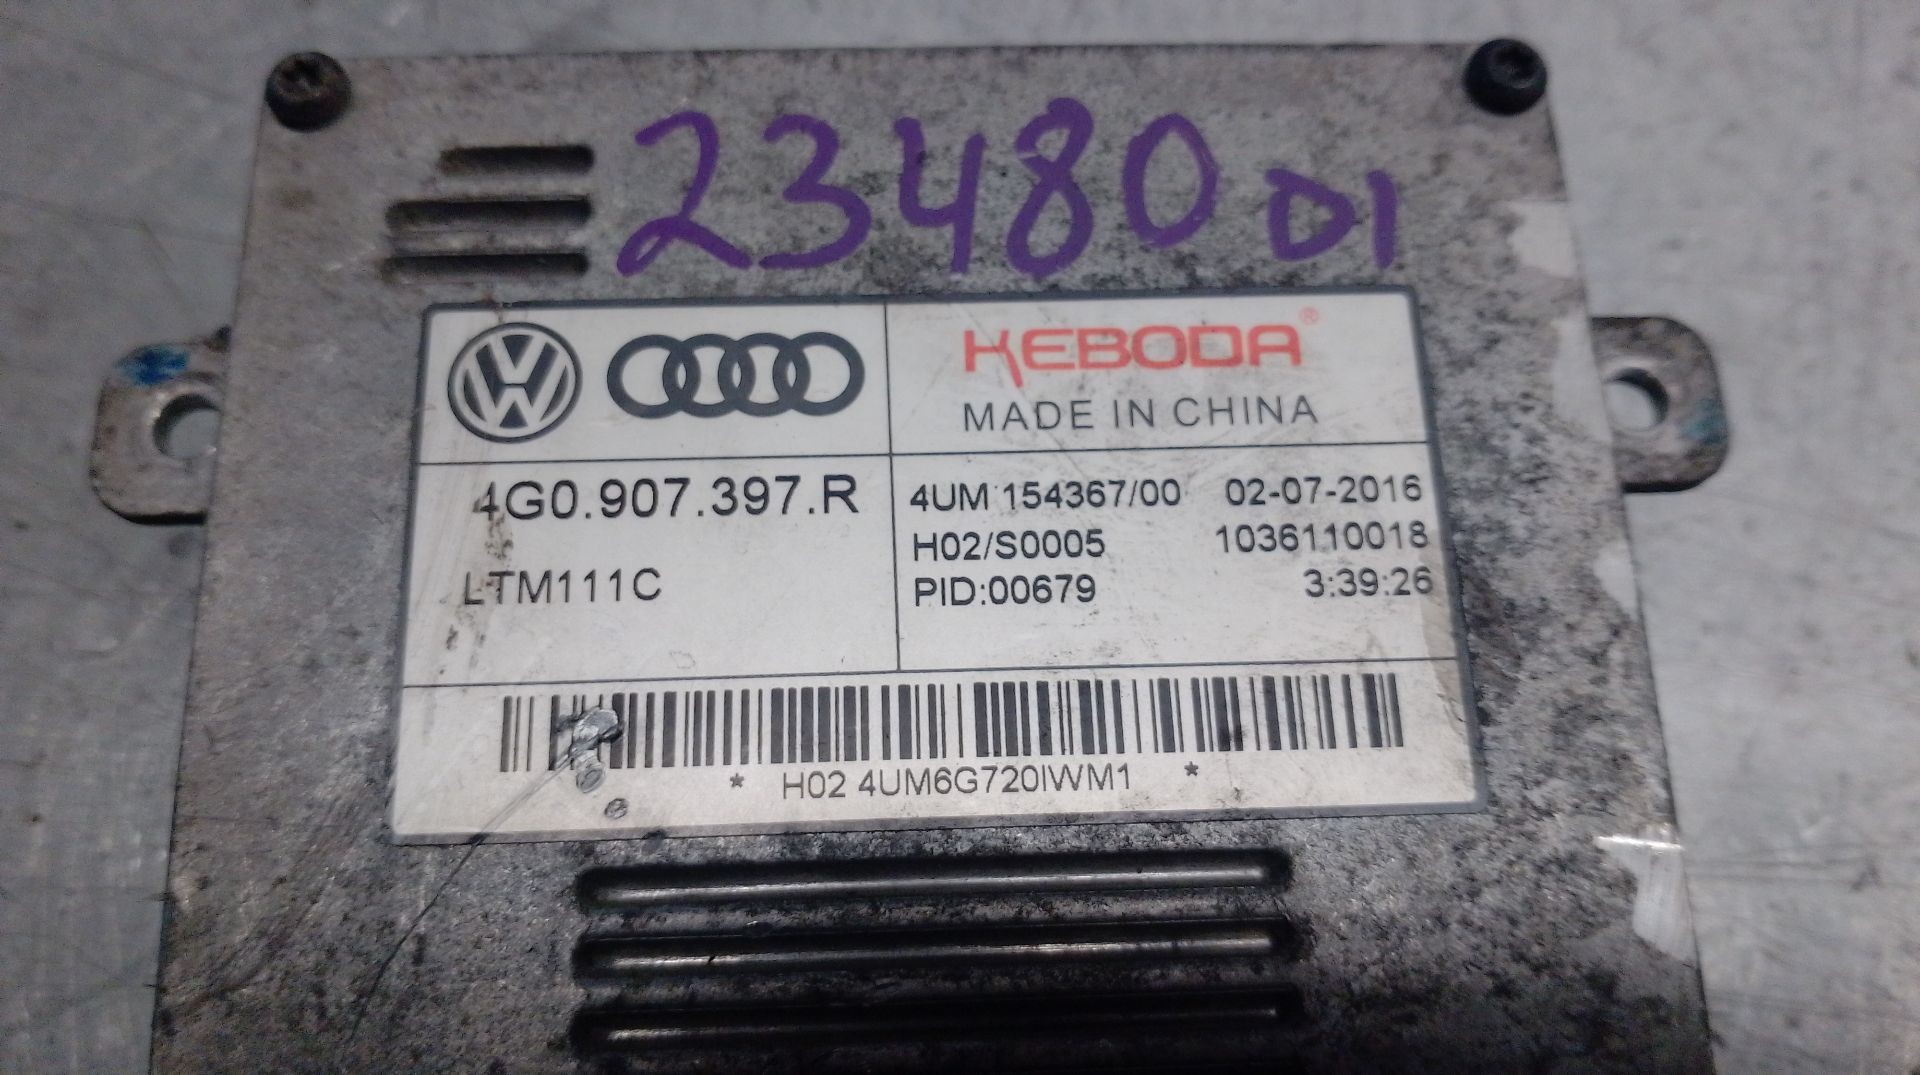 23480 01
KEBODA®
MADE IN CHINA
4G0.907.397.R
LTM111C
4UM 154367/00 02-07-2016
H02/S0005 1036110018
PID:00679 3:39:26
* H02 4UM6G720IWM1 *